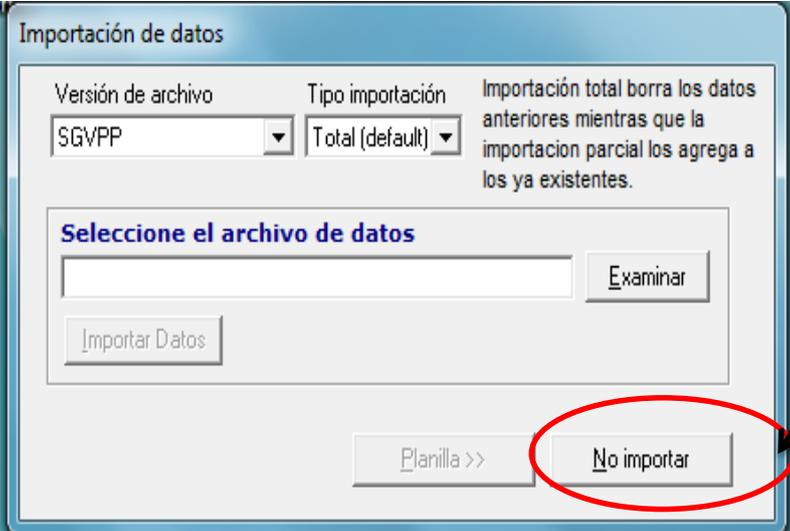 Importación de datos
Versión de archivo
Tipo importación
SGVPP
Total (default)
Importación total borra los datos
anteriores mientras que la
importacion parcial los agrega a
los ya existentes.
Seleccione el archivo de datos
Examinar
Importar Datos
Planilla >>
No importar